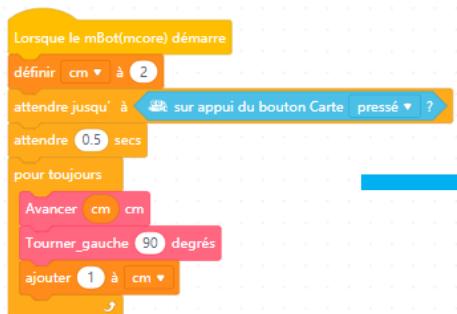 Lorsque le mBot(mcore) démarre
définir cm ▾ à 2
attendre jusqu' à sur appui du bouton Carte pressé ▾ ?
attendre 0.5 secs
pour toujours
Avancer cm cm
Tourner_gauche 90 degrés
ajouter 1 à cm ▾